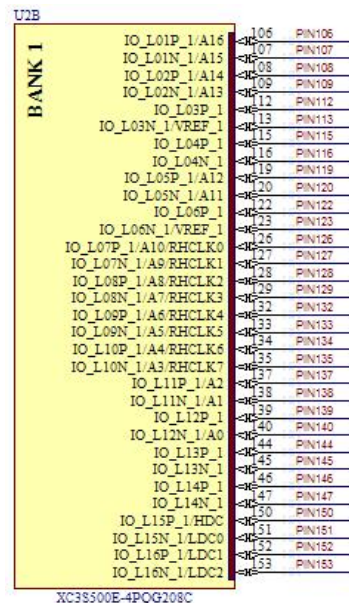 U2B
BANK 1
IO_L01P_1/A16 106 PIN106
IO_L01N_1/A15 107 PIN107
IO_L02P_1/A14 108 PIN108
IO_L02N_1/A13 109 PIN109
IO_L03P_1 112 PIN112
IO_L03N_1/VREF_1 113 PIN113
IO_L04P_1 115 PIN115
IO_L04N_1 116 PIN116
IO_L05P_1/A12 119 PIN119
IO_L05N_1/A11 120 PIN120
IO_L06P_1 122 PIN122
IO_L06N_1/VREF_1 123 PIN123
IO_L07P_1/A10/RHCLK0 126 PIN126
IO_L07N_1/A9/RHCLK1 127 PIN127
IO_L08P_1/A8/RHCLK2 128 PIN128
IO_L08N_1/A7/RHCLK3 129 PIN129
IO_L09P_1/A6/RHCLK4 132 PIN132
IO_L09N_1/A5/RHCLK5 133 PIN133
IO_L10P_1/A4/RHCLK6 134 PIN134
IO_L10N_1/A3/RHCLK7 135 PIN135
IO_L11P_1/A2 137 PIN137
IO_L11N_1/A1 138 PIN138
IO_L12P_1 139 PIN139
IO_L12N_1/A0 140 PIN140
IO_L13P_1 144 PIN144
IO_L13N_1 145 PIN145
IO_L14P_1 146 PIN146
IO_L14N_1 147 PIN147
IO_L15P_1/HDC 150 PIN150
IO_L15N_1/LDC0 151 PIN151
IO_L16P_1/LDC1 152 PIN152
IO_L16N_1/LDC2 153 PIN153
XC3S500E-4PQG208C